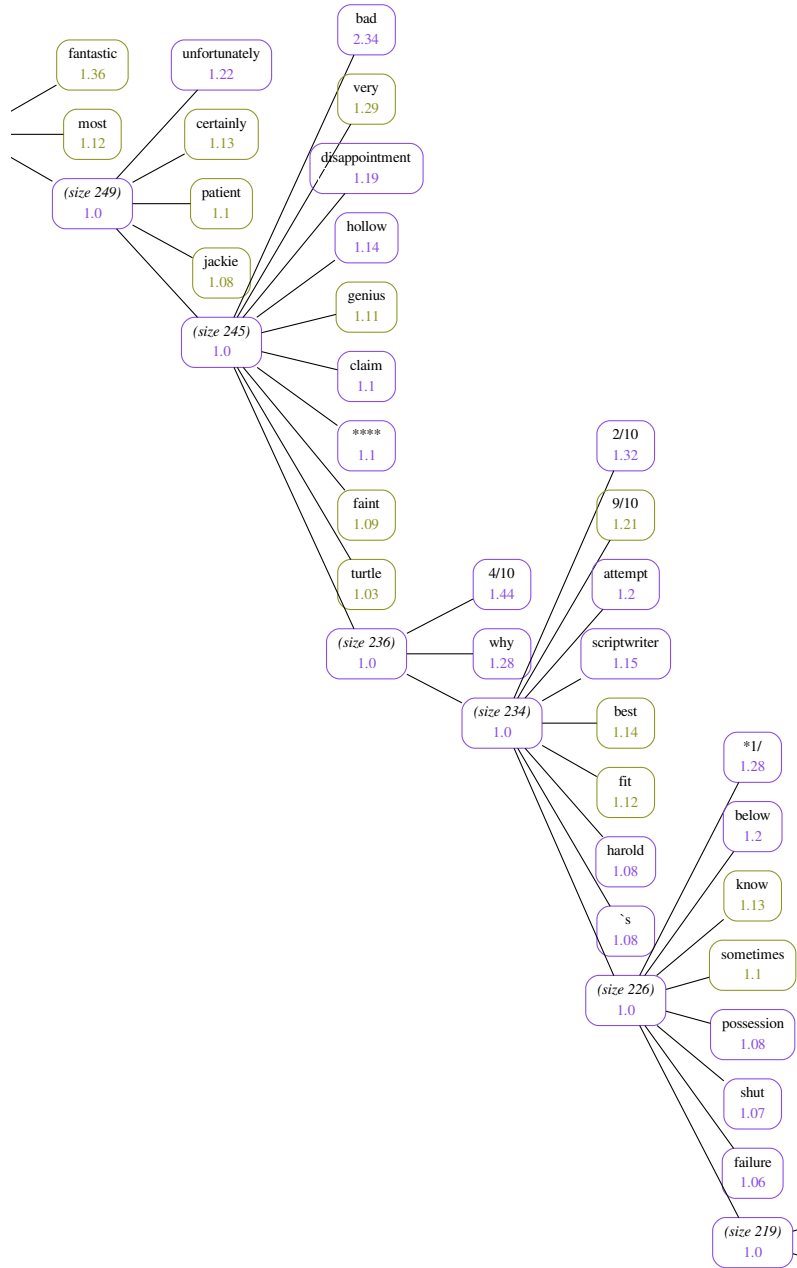 fantastic
1.36
most
1.12
(size 249)
1.0
unfortunately
1.22
certainly
1.13
patient
1.1
jackie
1.08
(size 245)
1.0
bad
2.34
very
1.29
disappointment
1.19
hollow
1.14
genius
1.11
claim
1.1
****
1.1
faint
1.09
turtle
1.03
(size 236)
1.0
4/10
1.44
why
1.28
(size 234)
1.0
2/10
1.32
9/10
1.21
attempt
1.2
scriptwriter
1.15
best
1.14
fit
1.12
harold
1.08
`s
1.08
(size 226)
1.0
*1/
1.28
below
1.2
know
1.13
sometimes
1.1
possession
1.08
shut
1.07
failure
1.06
(size 219)
1.0